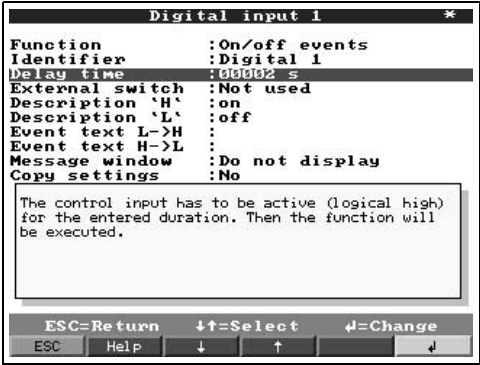 Digital input 1 *
Function :On/off events
Identifier :Digital 1
Delay time :00002 s
External switch :Not used
Description `H` :on
Description `L` :off
Event text L->H :
Event text H->L :
Message window :Do not display
Copy settings :No
The control input has to be active (logical high)
for the entered duration. Then the function will
be executed.
ESC=Return ↓↑=Select ↲=Change
ESC Help ↓ ↑ ↲